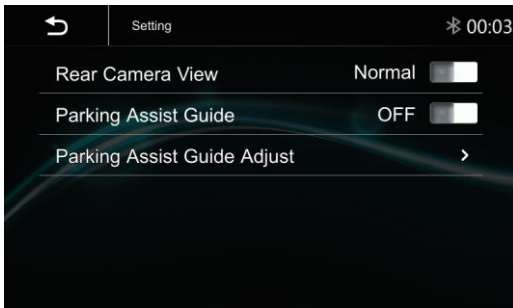 Setting 00:03
Rear Camera View Normal
Parking Assist Guide OFF
Parking Assist Guide Adjust